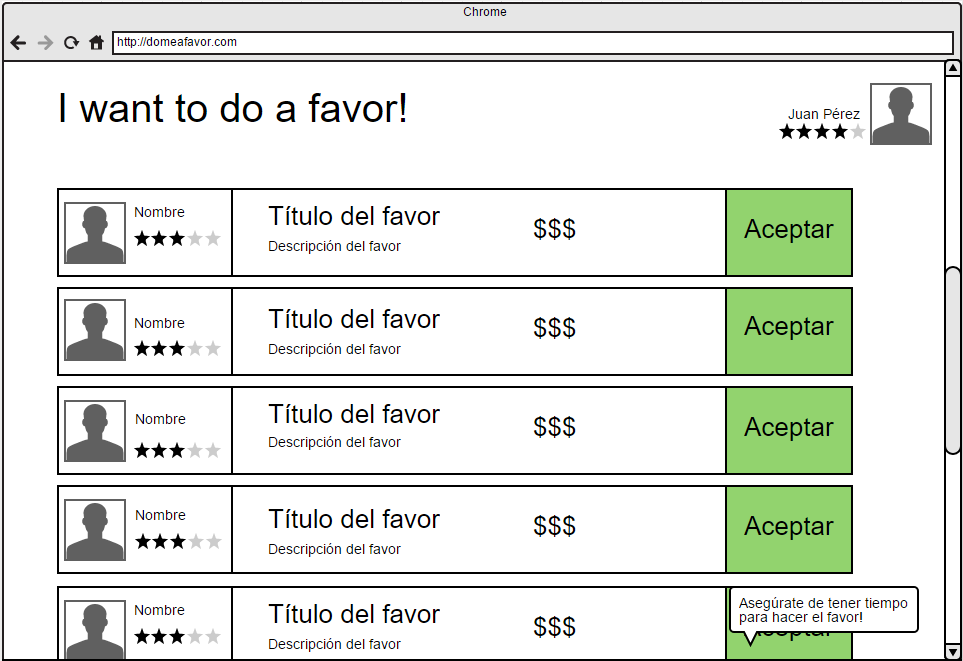 Chrome
http://domeafavor.com
I want to do a favor!
Juan Pérez
Nombre
Título del favor
Descripción del favor
$$$
Aceptar
Nombre
Título del favor
Descripción del favor
$$$
Aceptar
Nombre
Título del favor
Descripción del favor
$$$
Aceptar
Nombre
Título del favor
Descripción del favor
$$$
Aceptar
Nombre
Título del favor
Descripción del favor
$$$
Aceptar
Asegúrate de tener tiempo
para hacer el favor!